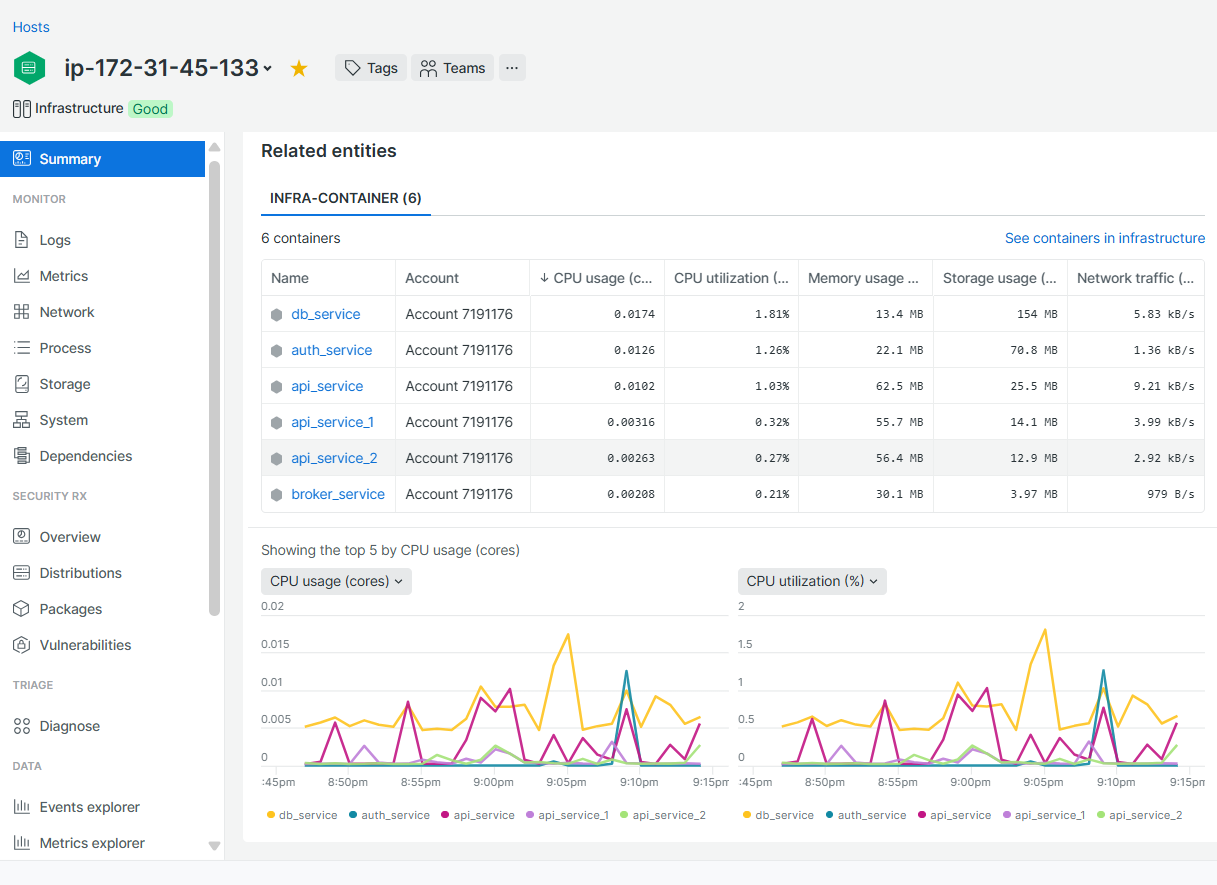 Hosts
ip-172-31-45-133
Tags
Teams
...
Infrastructure Good
Summary
MONITOR
Logs
Metrics
Network
Process
Storage
System
Dependencies
SECURITY RX
Overview
Distributions
Packages
Vulnerabilities
TRIAGE
Diagnose
DATA
Events explorer
Metrics explorer
Related entities
INFRA-CONTAINER (6)
6 containers
See containers in infrastructure
Name Account ↓ CPU usage (c... CPU utilization (... Memory usage ... Storage usage (... Network traffic (...
db_service Account 7191176 0.0174 1.81% 13.4 MB 154 MB 5.83 kB/s
auth_service Account 7191176 0.0126 1.26% 22.1 MB 70.8 MB 1.36 kB/s
api_service Account 7191176 0.0102 1.03% 62.5 MB 25.5 MB 9.21 kB/s
api_service_1 Account 7191176 0.00316 0.32% 55.7 MB 14.1 MB 3.99 kB/s
api_service_2 Account 7191176 0.00263 0.27% 56.4 MB 12.9 MB 2.92 kB/s
broker_service Account 7191176 0.00208 0.21% 30.1 MB 3.97 MB 979 B/s
Showing the top 5 by CPU usage (cores)
CPU usage (cores)
0.02
0.015
0.01
0.005
0
:45pm 8:50pm 8:55pm 9:00pm 9:05pm 9:10pm 9:15pm
db_service auth_service api_service api_service_1 api_service_2
CPU utilization (%)
2
1.5
1
0.5
0
:45pm 8:50pm 8:55pm 9:00pm 9:05pm 9:10pm 9:15pm
db_service auth_service api_service api_service_1 api_service_2